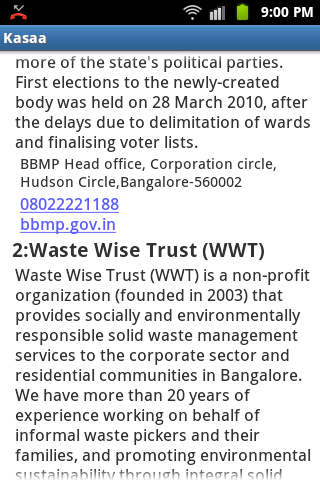 9:00 PM
Kasaa
more of the state's political parties.
First elections to the newly-created
body was held on 28 March 2010, after
the delays due to delimitation of wards
and finalising voter lists.
BBMP Head office, Corporation circle,
Hudson Circle,Bangalore-560002
08022221188
bbmp.gov.in
2:Waste Wise Trust (WWT)
Waste Wise Trust (WWT) is a non-profit
organization (founded in 2003) that
provides socially and environmentally
responsible solid waste management
services to the corporate sector and
residential communities in Bangalore.
We have more than 20 years of
experience working on behalf of
informal waste pickers and their
families, and promoting environmental
sustainability through integral solid